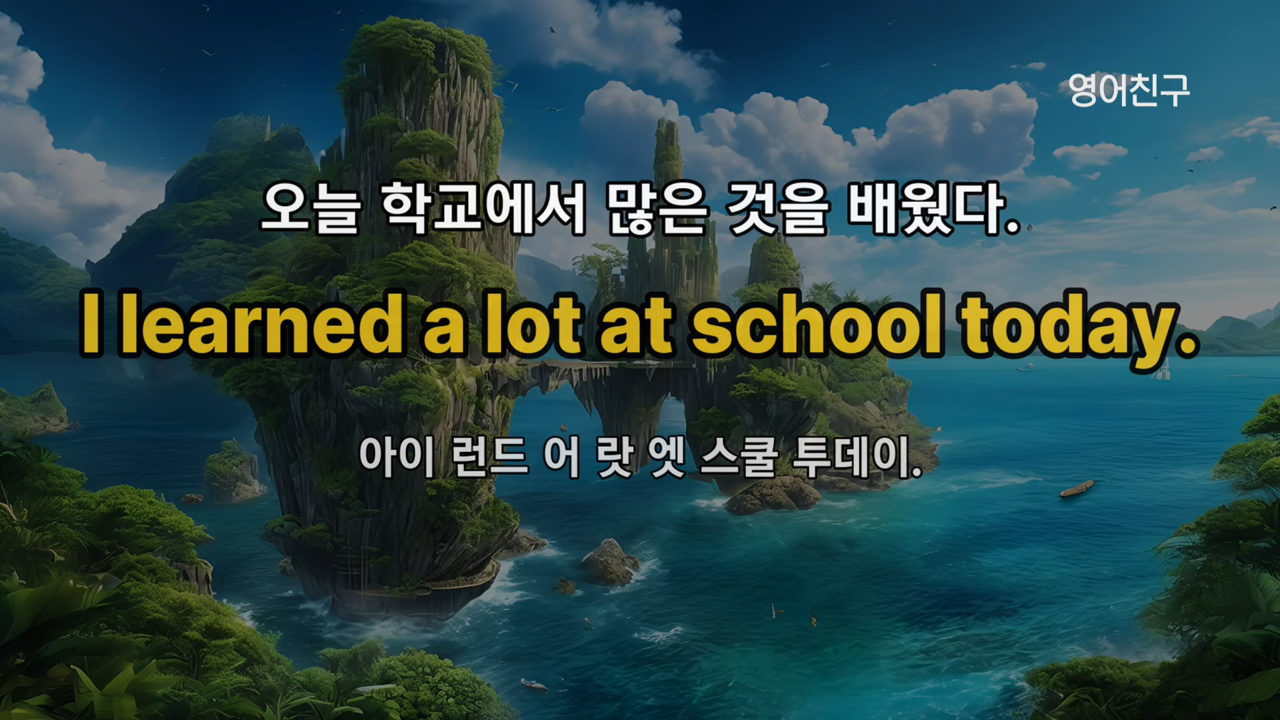 영어친구
오늘 학교에서 많은 것을 배웠다.
I learned a lot at school today.
아이 런드 어 랏 엣 스쿨 투데이.